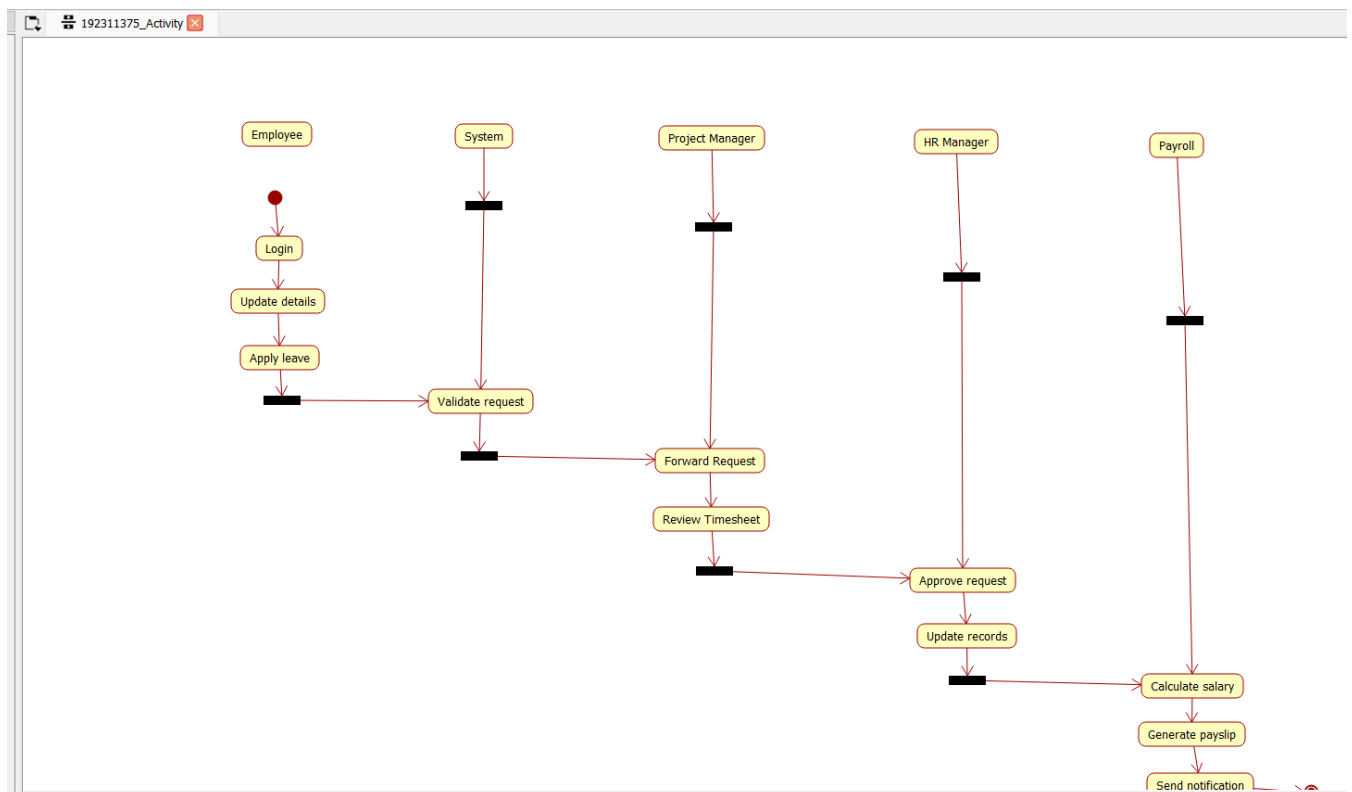 192311375_Activity
Employee
System
Project Manager
HR Manager
Payroll
Login
Update details
Apply leave
Validate request
Forward Request
Review Timesheet
Approve request
Update records
Calculate salary
Generate payslip
Send notification